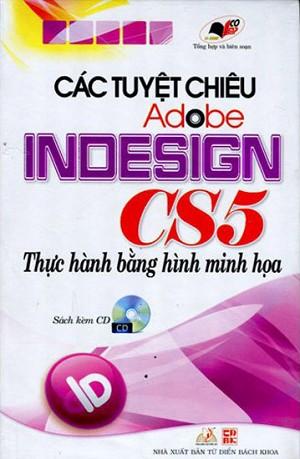 Tổng hợp và biên soạn
CÁC TUYỆT CHIÊU
Adobe
INDESIGN
CS5
Thực hành bằng hình minh họa
Sách kèm CD
CD
ID
NHÀ XUẤT BẢN TỪ ĐIỂN BÁCH KHOA